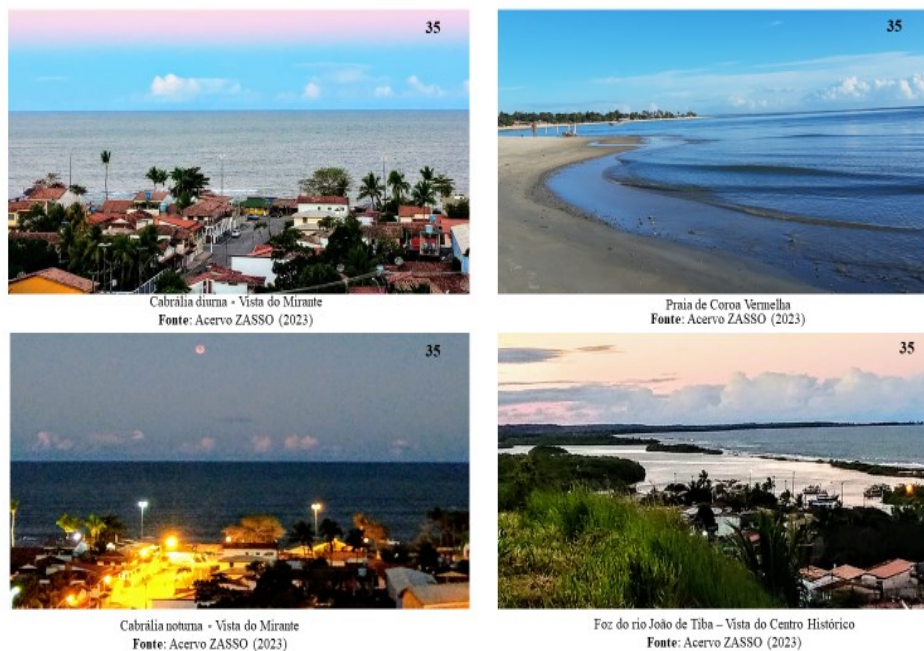 35
35
Cabrália diurna - Vista do Mirante
Fonte: Acervo ZASSO (2023)
Praia de Coroa Vermelha
Fonte: Acervo ZASSO (2023)
35
35
Cabrália noturna - Vista do Mirante
Fonte: Acervo ZASSO (2023)
Foz do rio João de Tiba – Vista do Centro Histórico
Fonte: Acervo ZASSO (2023)